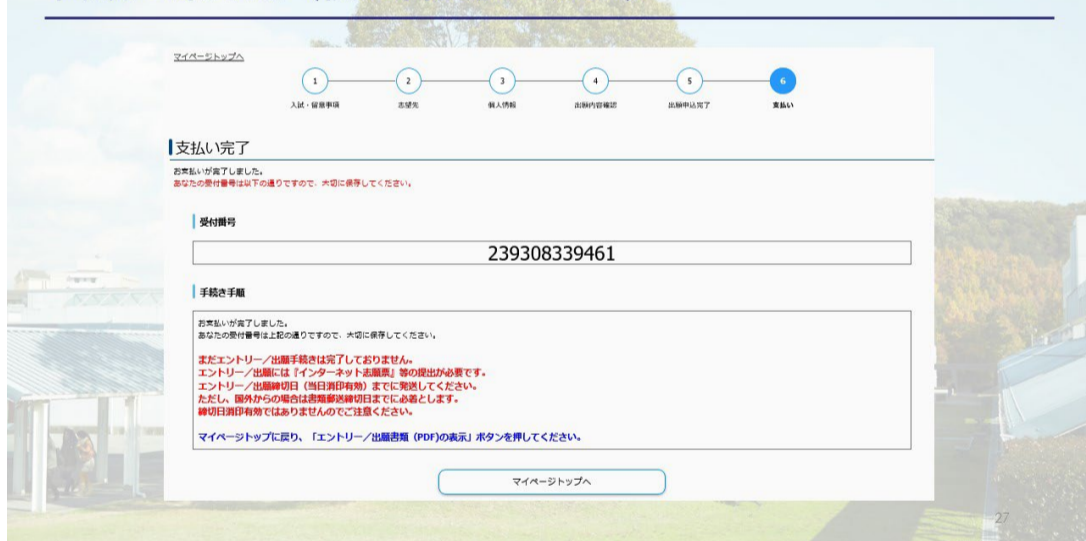 マイページトップへ
1
2
3
4
5
6
入試・留意事項
志望先
個人情報
出願内容確認
出願申込完了
支払い
支払い完了
お支払いが完了しました。
あなたの受付番号は以下の通りですので、大切に保存してください。
受付番号
239308339461
手続き手順
お支払いが完了しました。
あなたの受付番号は上記の通りですので、大切に保存してください。
まだエントリー／出願手続きは完了しておりません。
エントリー／出願には『インターネット志願票』等の提出が必要です。
エントリー／出願締切日（当日消印有効）までに発送してください。
ただし、国外からの場合は書類郵送締切日までに必着とします。
締切日消印有効ではありませんのでご注意ください。
マイページトップに戻り、「エントリー／出願書類（PDF)の表示」ボタンを押してください。
マイページトップへ
27